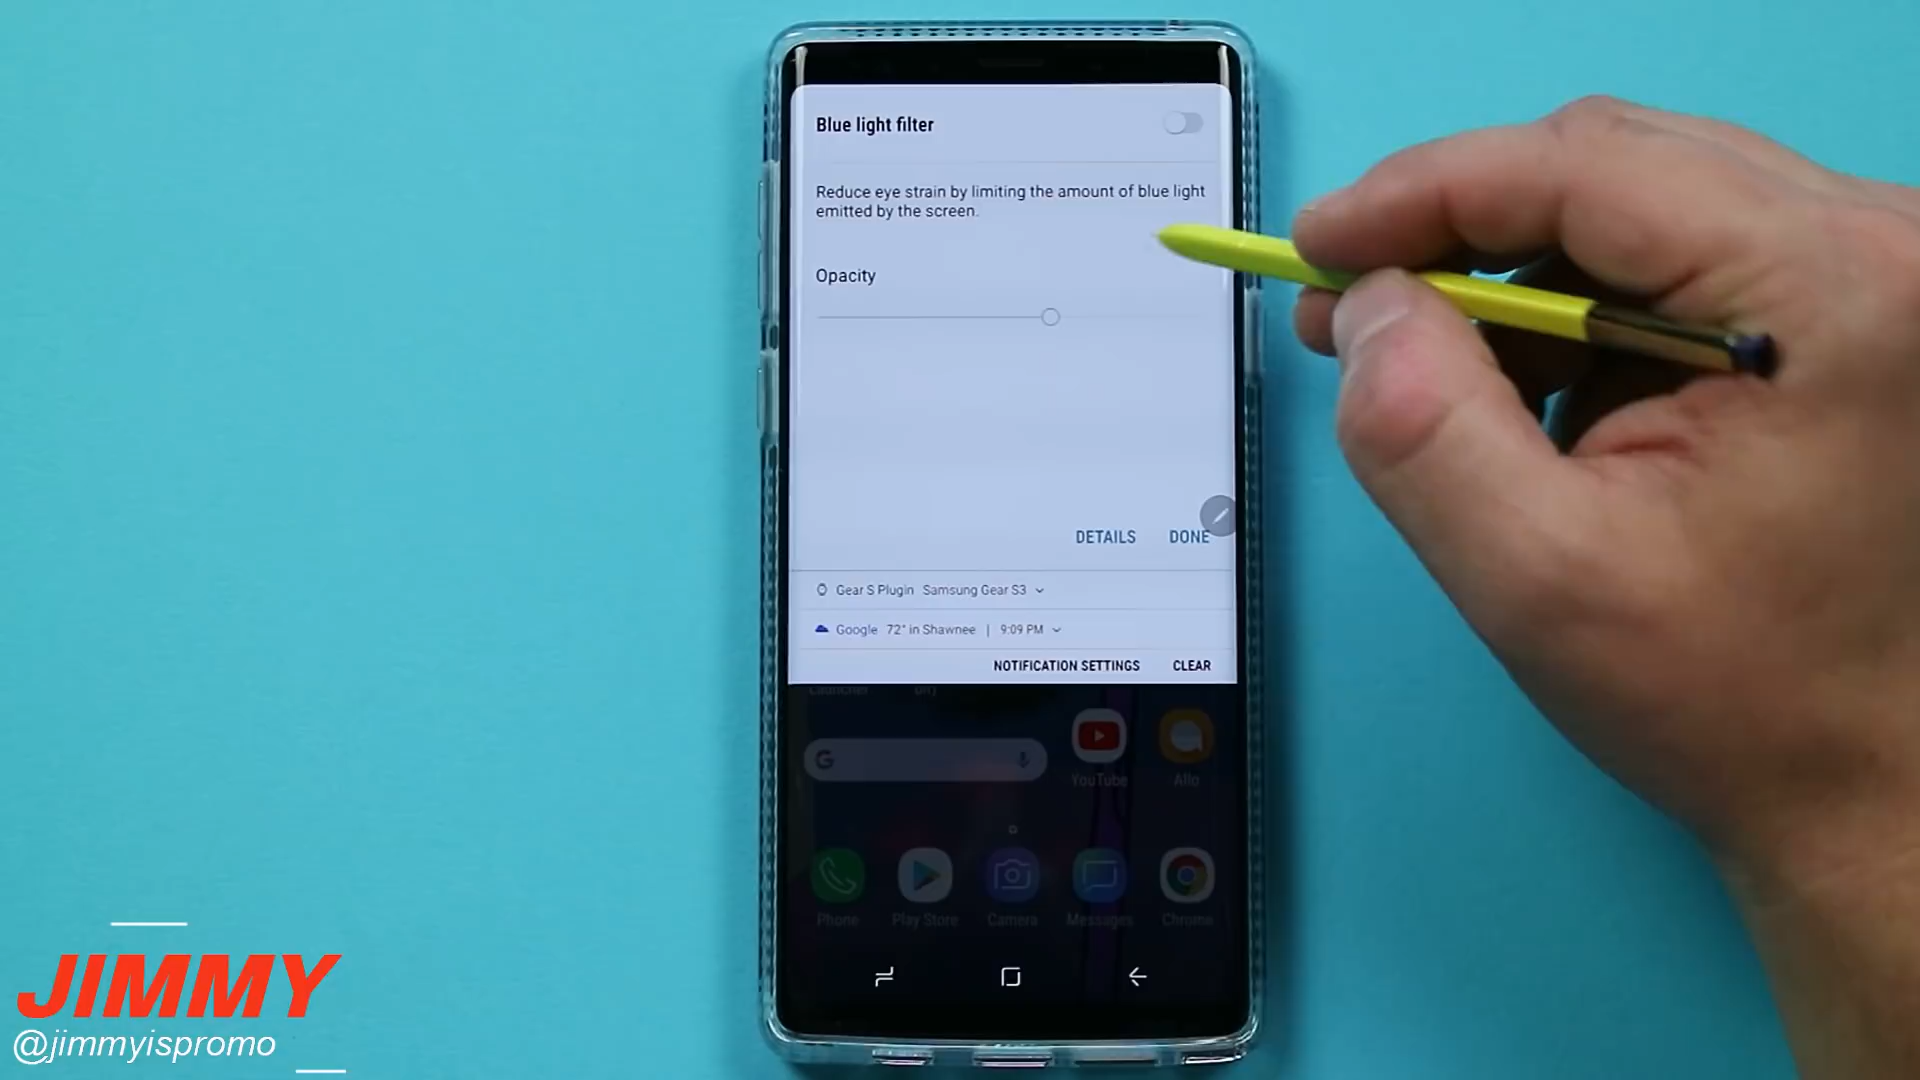 Blue light filter
Reduce eye strain by limiting the amount of blue light
emitted by the screen.
Opacity
DETAILS DONE
Gear S Plugin Samsung Gear S3
Google 72° in Shawnee | 9:09 PM
NOTIFICATION SETTINGS CLEAR
Launcher on)
G
YouTube Allo
Phone Play Store Camera Messages Chrome
JIMMY
@jimmyispromo